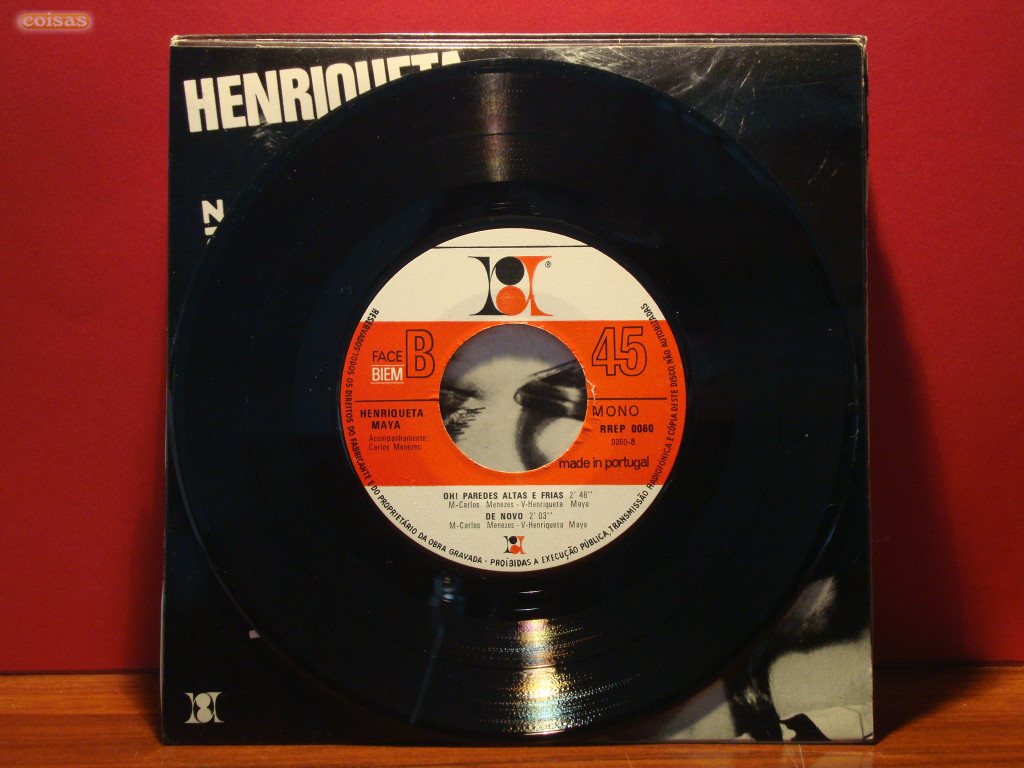 coisas
HENRIQUETA
N
®
FACE B
BIEM
45
HENRIQUETA
MAYA
Acompanhamento:
Carlos Menezes
MONO
RREP 0060
0060-B
made in portugal
OH! PAREDES ALTAS E FRIAS 2' 46''
M-Carlos Menezes - V-Henriqueta Maya
DE NOVO 2' 03''
M-Carlos Menezes - V-Henriqueta Maya
RESERVADOS TODOS OS DIREITOS DO FABRICANTE E DO PROPRIETÁRIO DA OBRA GRAVADA - PROÍBIDAS A EXECUÇÃO PÚBLICA, TRANSMISSÃO RADIOFÓNICA E CÓPIA DESTE DISCO, NÃO AUTORIZADAS